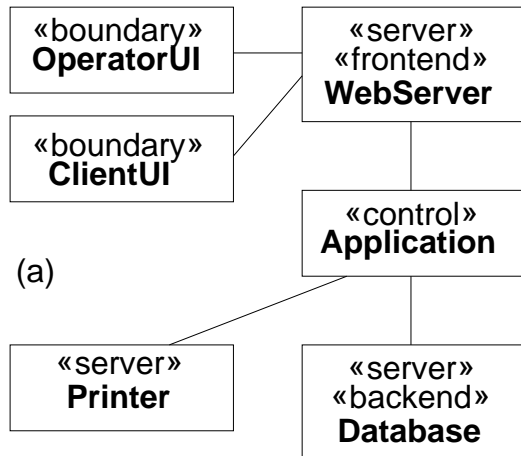 «boundary»
OperatorUI
«server»
«frontend»
WebServer
«boundary»
ClientUI
«control»
Application
(a)
«server»
Printer
«server»
«backend»
Database